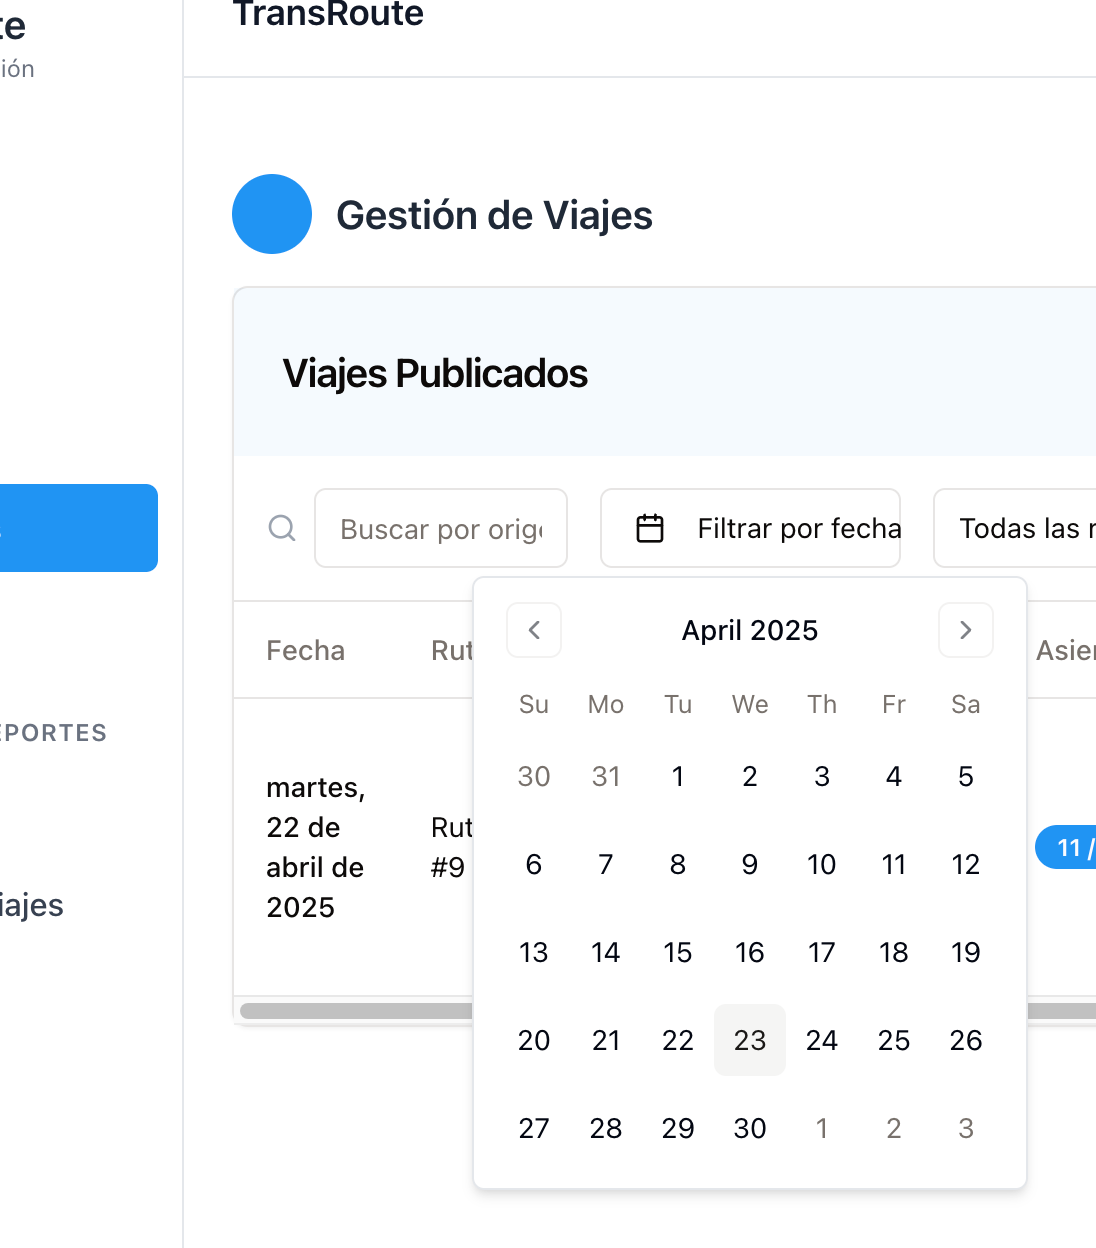 te
TransRoute
ión
Gestión de Viajes
Viajes Publicados
Buscar por orig
Filtrar por fecha
Todas las r
April 2025
Fecha
Rut
Asier
Su Mo Tu We Th Fr Sa
EPORTES
30 31 1 2 3 4 5
martes,
22 de
abril de
2025
Rut
#9
11 /
6 7 8 9 10 11 12
iajes
13 14 15 16 17 18 19
20 21 22 23 24 25 26
27 28 29 30 1 2 3